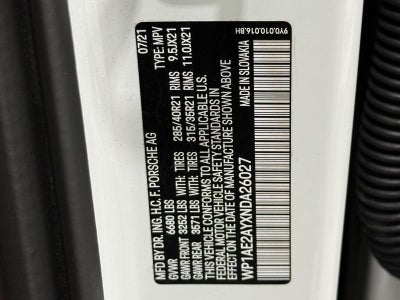 9Y0.010.016.BH
MFD. BY DR. ING. H.C. F. PORSCHE AG 07/21
TYPE: MPV
GVWR 6680 LBS
GAWR FRONT 3252 LBS WITH: TIRES 285/40R21 RIMS 9.5JX21
GAWR REAR 3671 LBS WITH: TIRES 315/35R21 RIMS 11.0JX21
THIS VEHICLE CONFORMS TO ALL APPLICABLE
FEDERAL MOTOR VEHICLE SAFETY STANDARDS IN
EFFECT ON THE DATE OF MANUFACTURE SHOWN ABOVE
WP1AE2AYXNDA26027 MADE IN SLOVAKIA